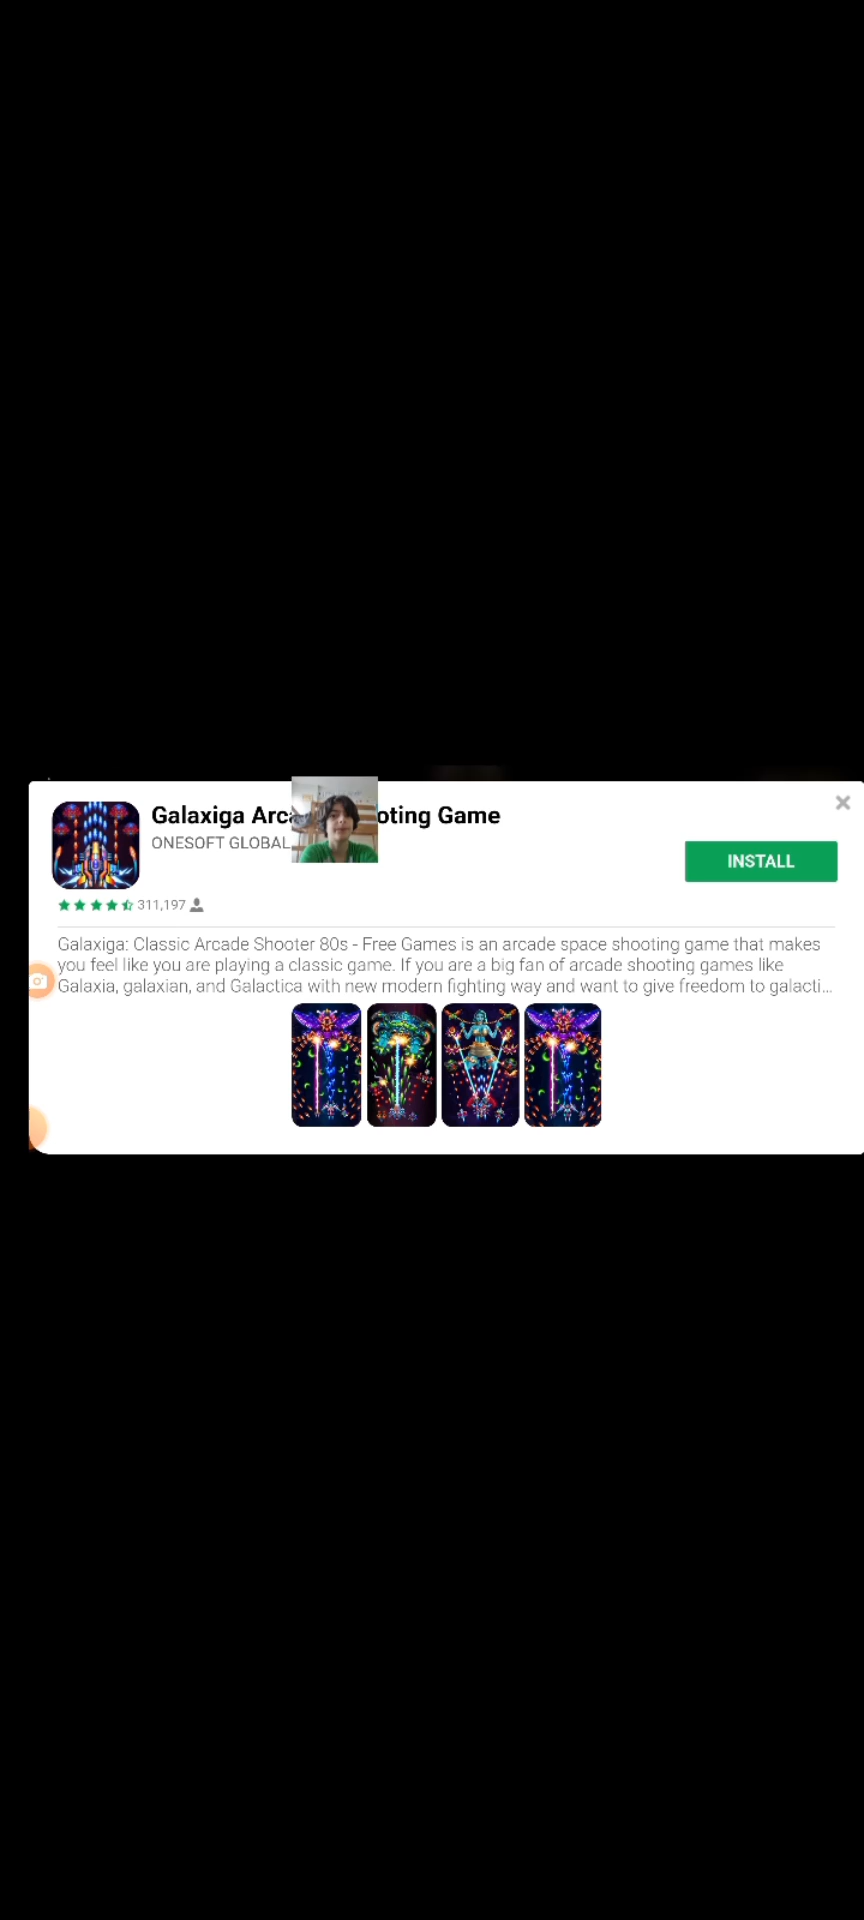 Galaxiga Arc oting Game
ONESOFT GLOBAL
INSTALL
311,197
Galaxiga: Classic Arcade Shooter 80s - Free Games is an arcade space shooting game that makes
you feel like you are playing a classic game. If you are a big fan of arcade shooting games like
Galaxia, galaxian, and Galactica with new modern fighting way and want to give freedom to galacti...